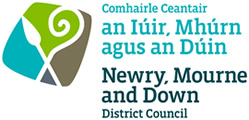 Comhairle Ceantair
an Iúir, Mhúrn
agus an Dúin
Newry, Mourne
and Down
District Council